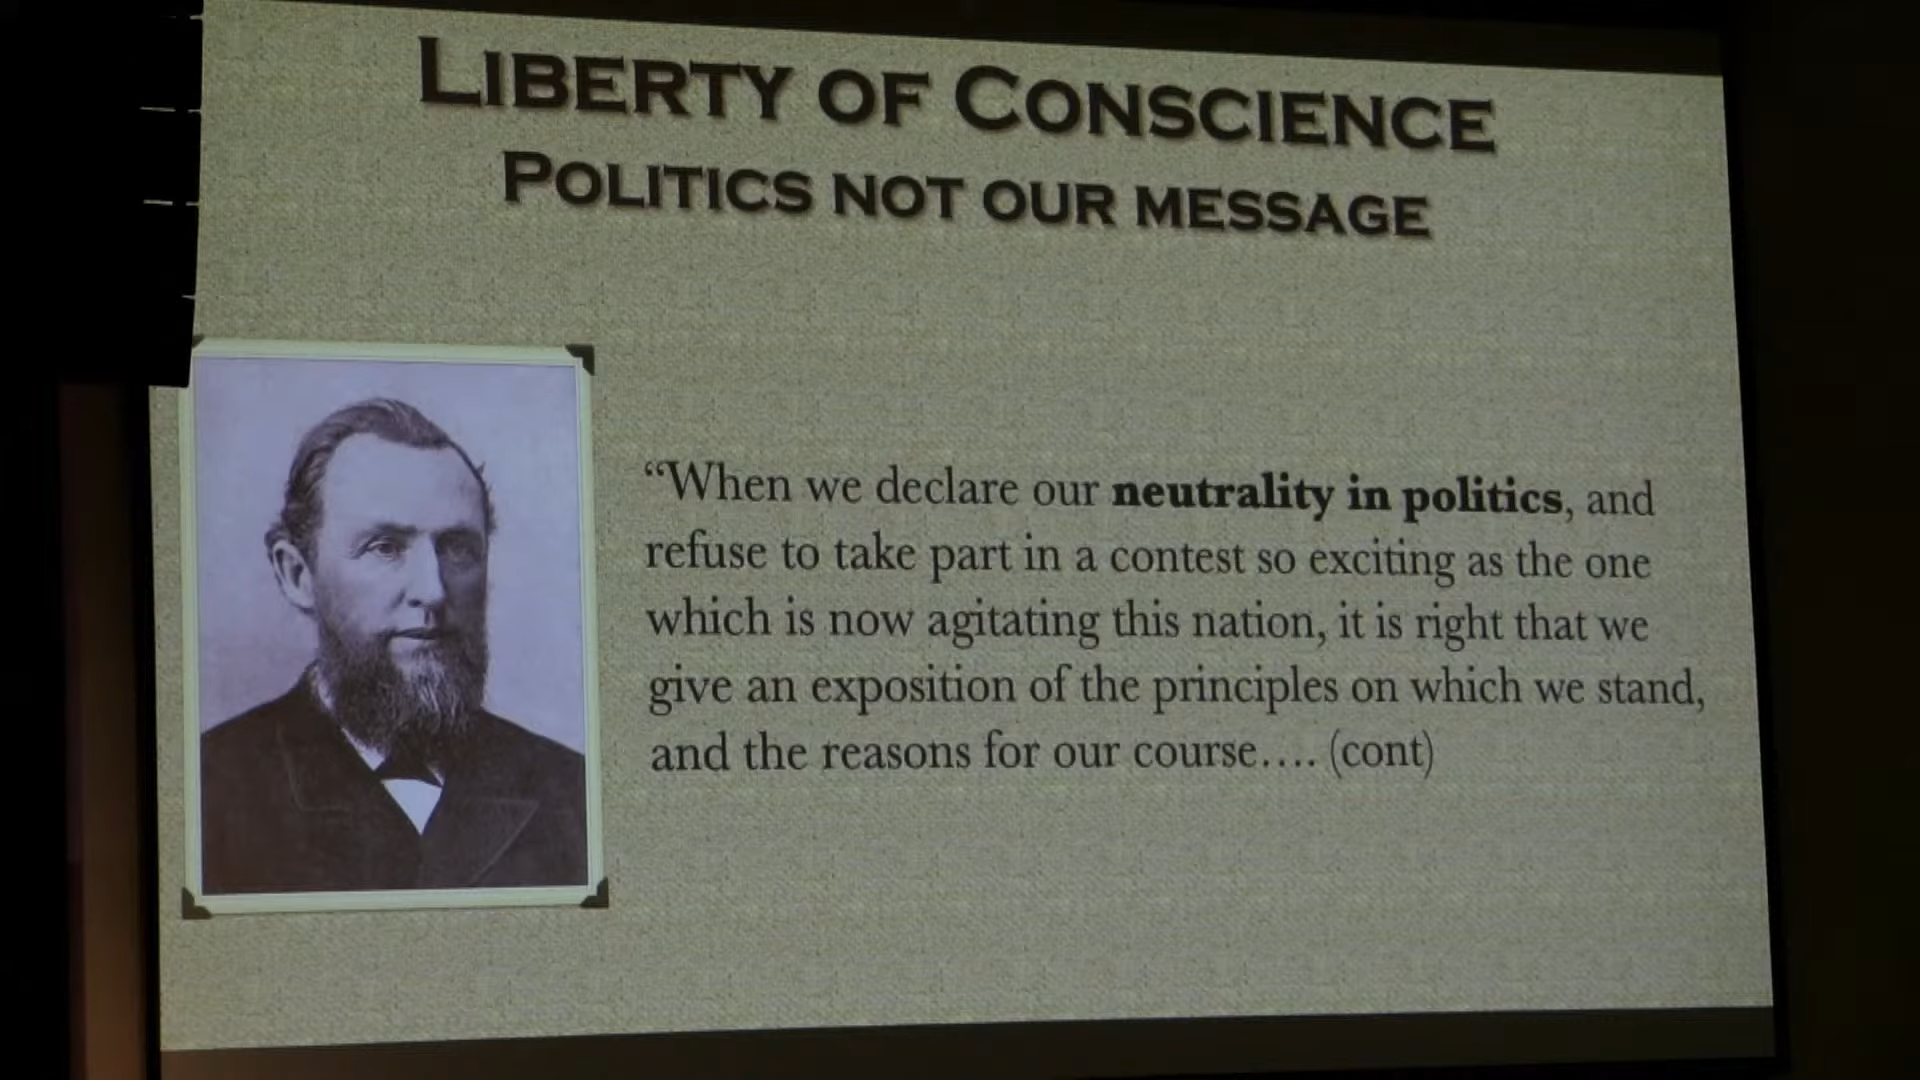 LIBERTY OF CONSCIENCE
POLITICS NOT OUR MESSAGE
“When we declare our neutrality in politics, and
refuse to take part in a contest so exciting as the one
which is now agitating this nation, it is right that we
give an exposition of the principles on which we stand,
and the reasons for our course…. (cont)